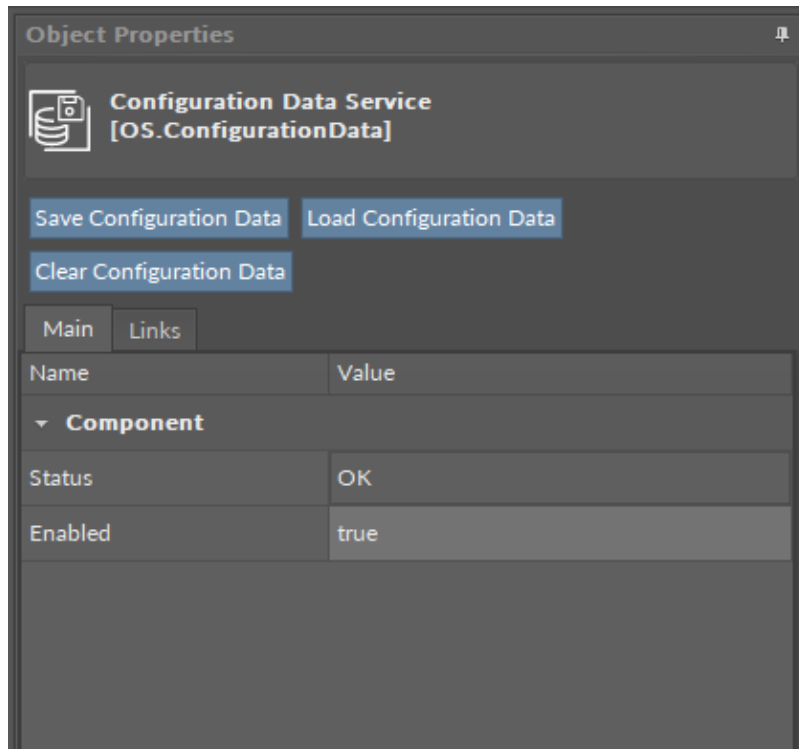 Object Properties
Configuration Data Service
[OS.ConfigurationData]
Save Configuration Data Load Configuration Data
Clear Configuration Data
Main Links
Name Value
Component
Status OK
Enabled true